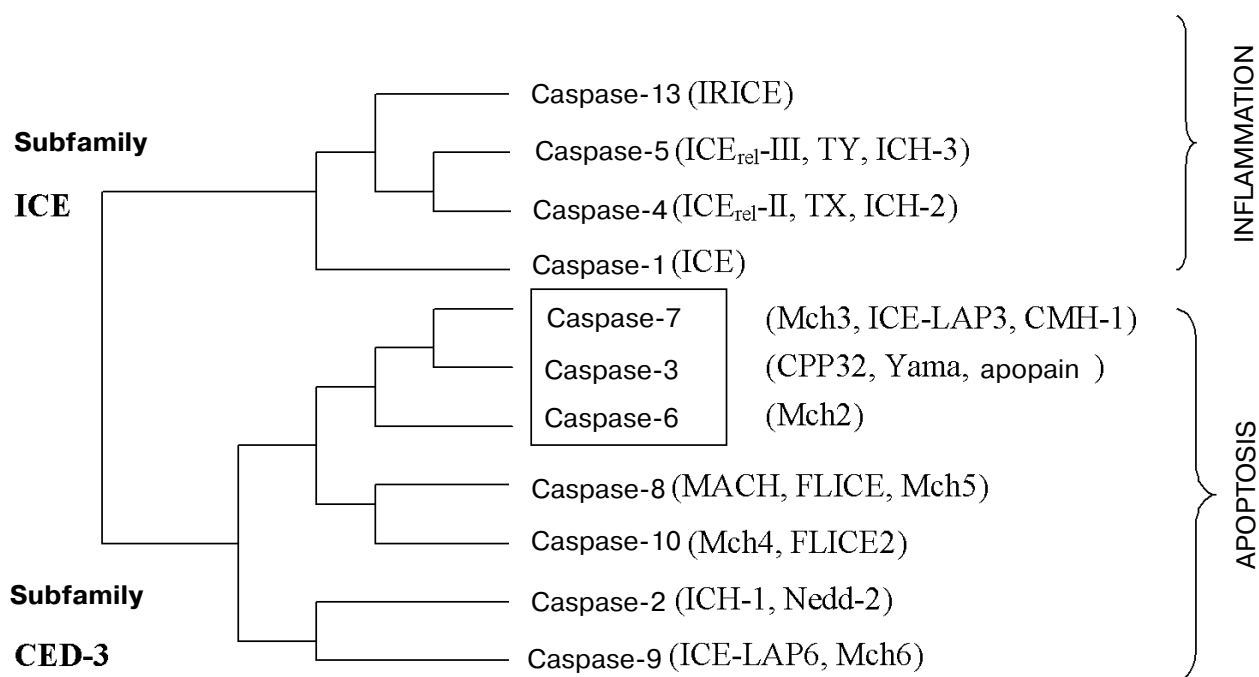 Caspase-13 (IRICE)
Subfamily
Caspase-5 (ICErel-III, TY, ICH-3)
ICE
Caspase-4 (ICErel-II, TX, ICH-2)
Caspase-1 (ICE)
INFLAMMATION
Caspase-7 (Mch3, ICE-LAP3, CMH-1)
Caspase-3 (CPP32, Yama, apopain )
Caspase-6 (Mch2)
Caspase-8 (MACH, FLICE, Mch5)
Caspase-10 (Mch4, FLICE2)
Subfamily
Caspase-2 (ICH-1, Nedd-2)
CED-3
Caspase-9 (ICE-LAP6, Mch6)
APOPTOSIS